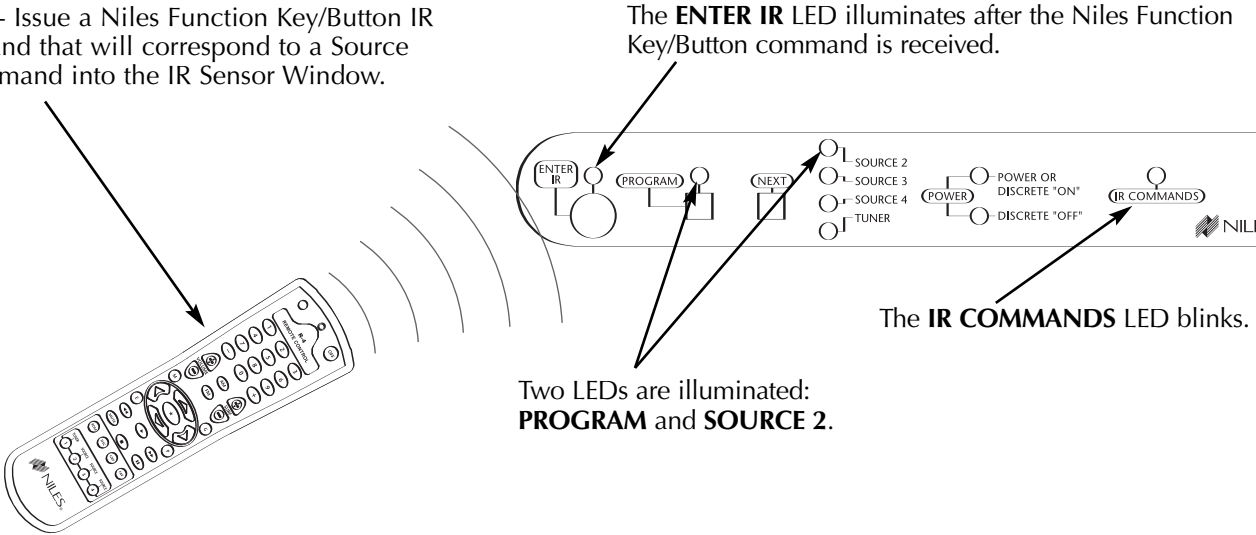 - Issue a Niles Function Key/Button IR
that will correspond to a Source
into the IR Sensor Window.
The ENTER IR LED illuminates after the Niles Function
Key/Button command is received.
ENTER
IR
PROGRAM
NEXT
SOURCE 2
SOURCE 3
SOURCE 4
TUNER
POWER
POWER OR
DISCRETE "ON"
DISCRETE "OFF"
IR COMMANDS
The IR COMMANDS LED blinks.
Two LEDs are illuminated:
PROGRAM and SOURCE 2.
R-4
REMOTE CONTROL
NILES®